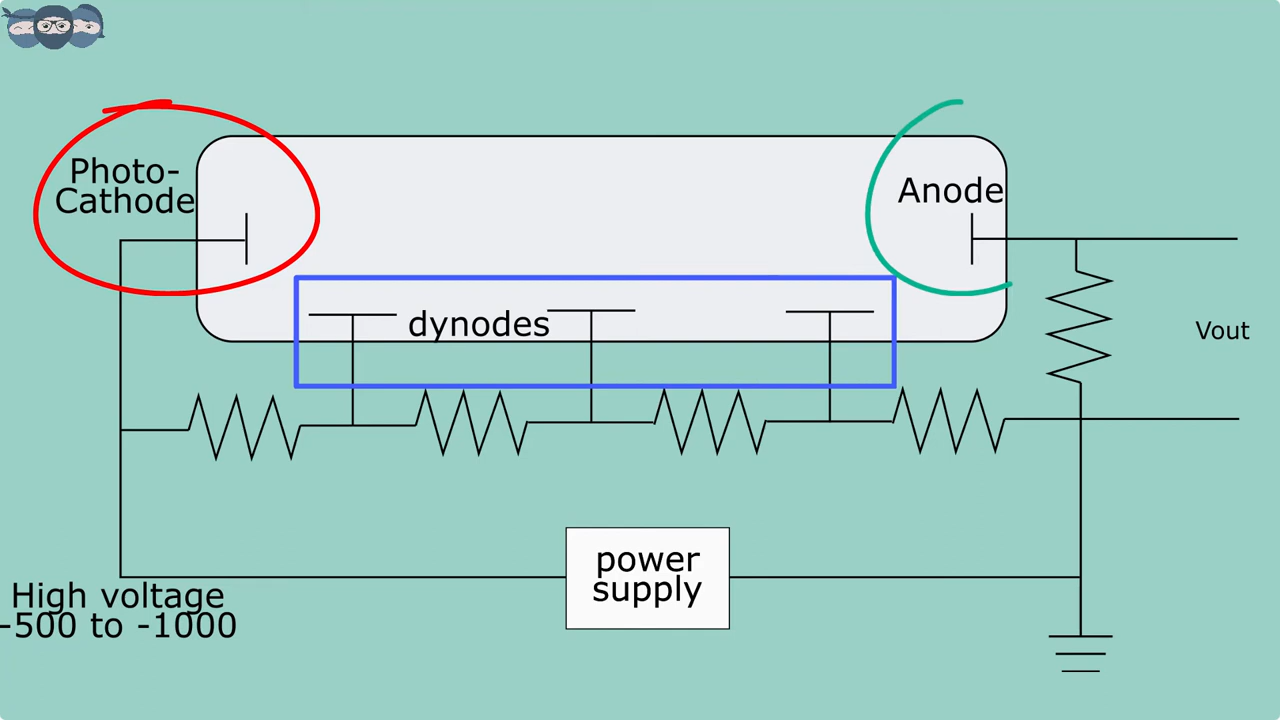 Photo-
Cathode
Anode
dynodes
Vout
power
supply
High voltage
-500 to -1000